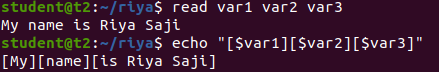 student@t2:~/riya$ read var1 var2 var3
My name is Riya Saji
student@t2:~/riya$ echo "[$var1][$var2][$var3]"
[My][name][is Riya Saji]